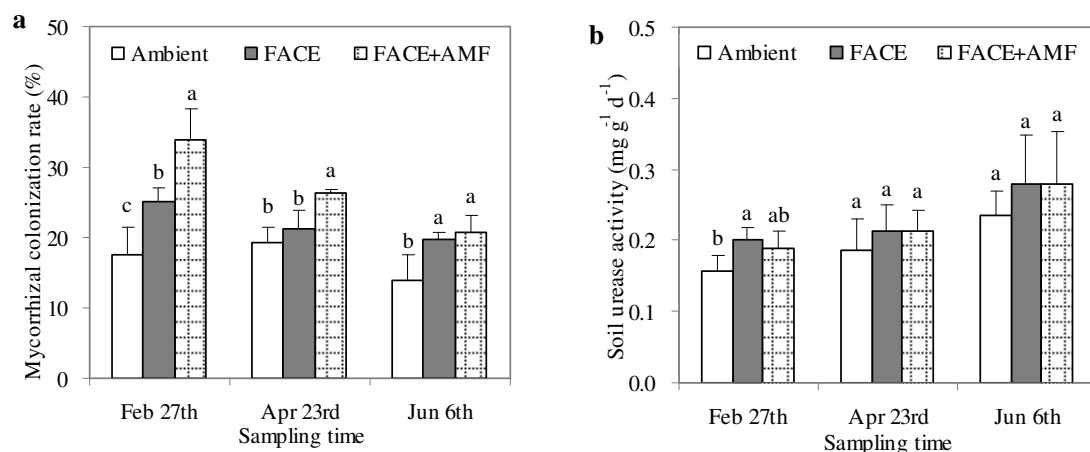 a
Mycorrhizal colonization rate (%)
50
40
30
20
10
0
Ambient FACE FACE+AMF
c b a
b b a
b a a
Feb 27th Apr 23rd Jun 6th
Sampling time
b
Soil urease activity (mg g⁻¹ d⁻¹)
0.5
0.4
0.3
0.2
0.1
0.0
Ambient FACE FACE+AMF
b a ab
a a a
a a a
Feb 27th Apr 23rd Jun 6th
Sampling time